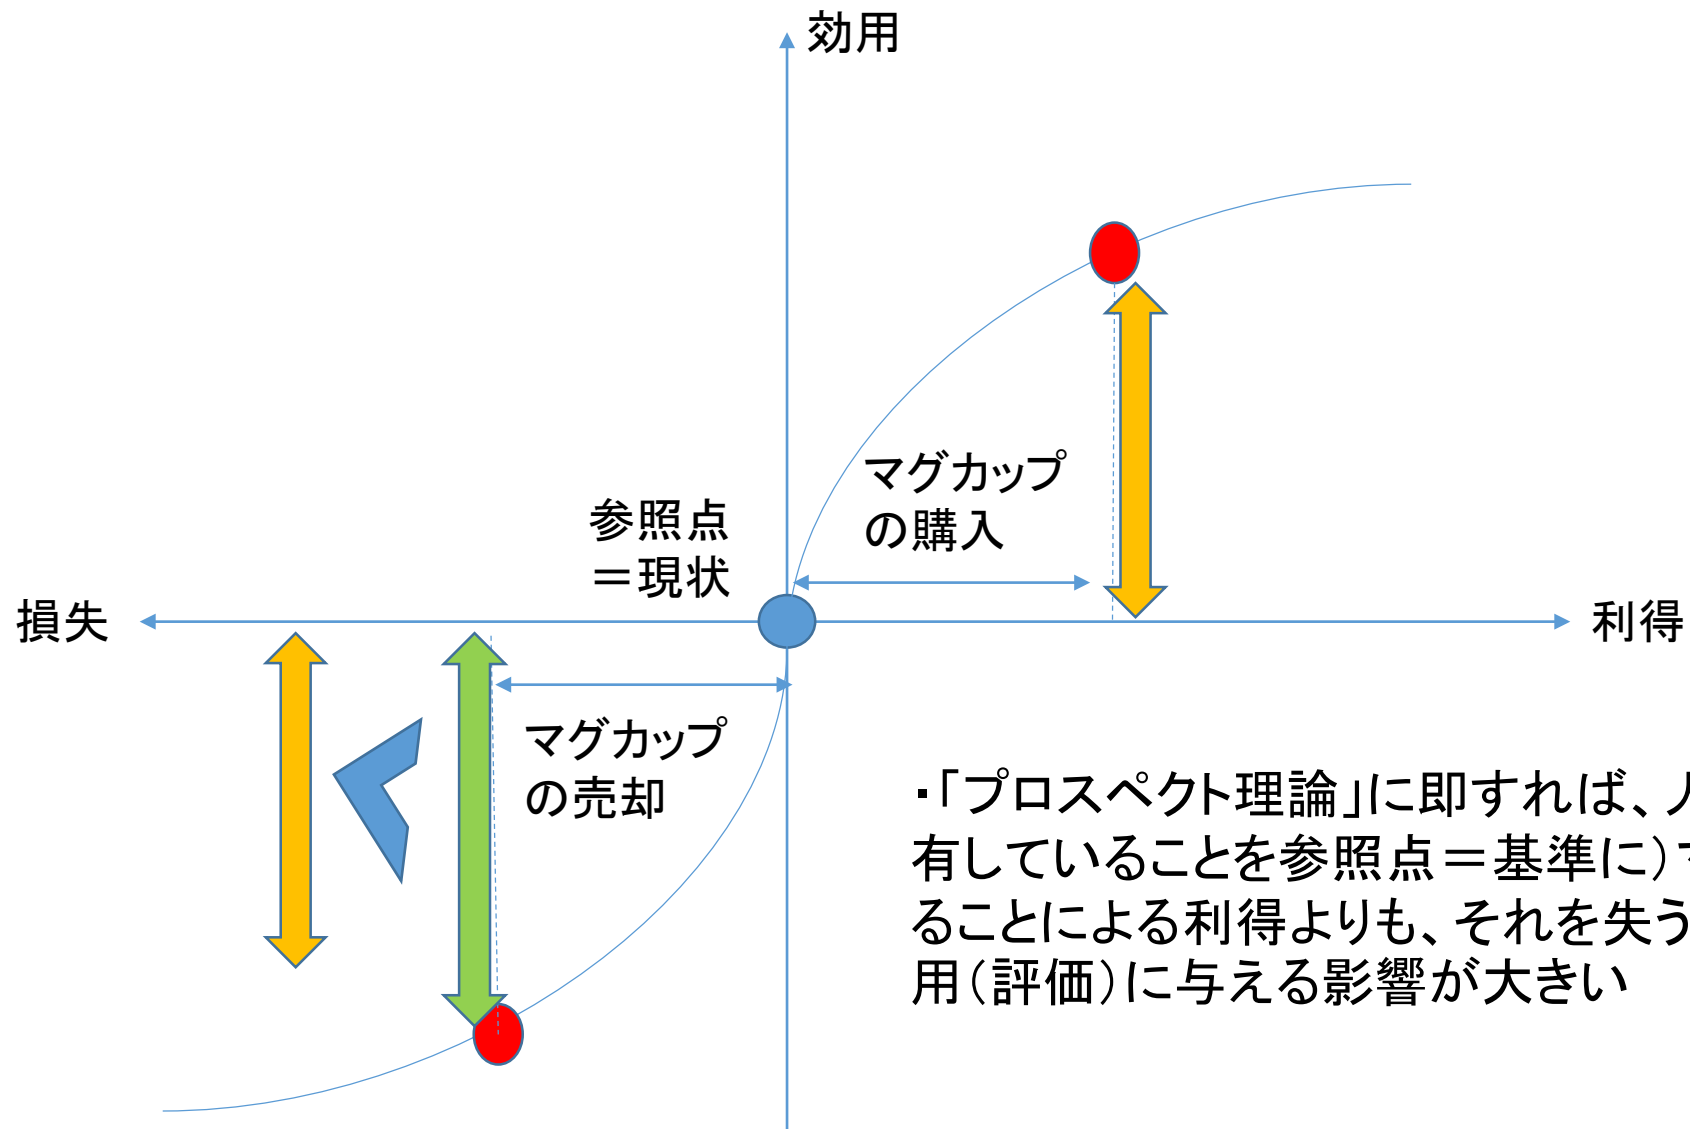 効用
参照点
＝現状
マグカップ
の購入
損失
利得
マグカップ
の売却
・「プロスペクト理論」に即すれば、
有していることを参照点＝基準に）
ることによる利得よりも、それを失う
用（評価）に与える影響が大きい